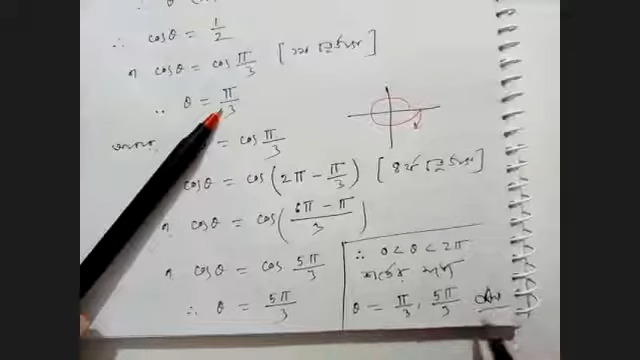 ∴ cosθ = 1/2
বা cosθ = cos π/3 [১ম চৌকোন]
∴ θ = π/3
আবার, = cos π/3
cosθ = cos(2π − π/3) [৪র্থ চৌকোন]
বা cosθ = cos((6π − π)/3)
বা cosθ = cos 5π/3
∴ θ = 5π/3
∴ 0 < θ < 2π
θ = π/3, 5π/3